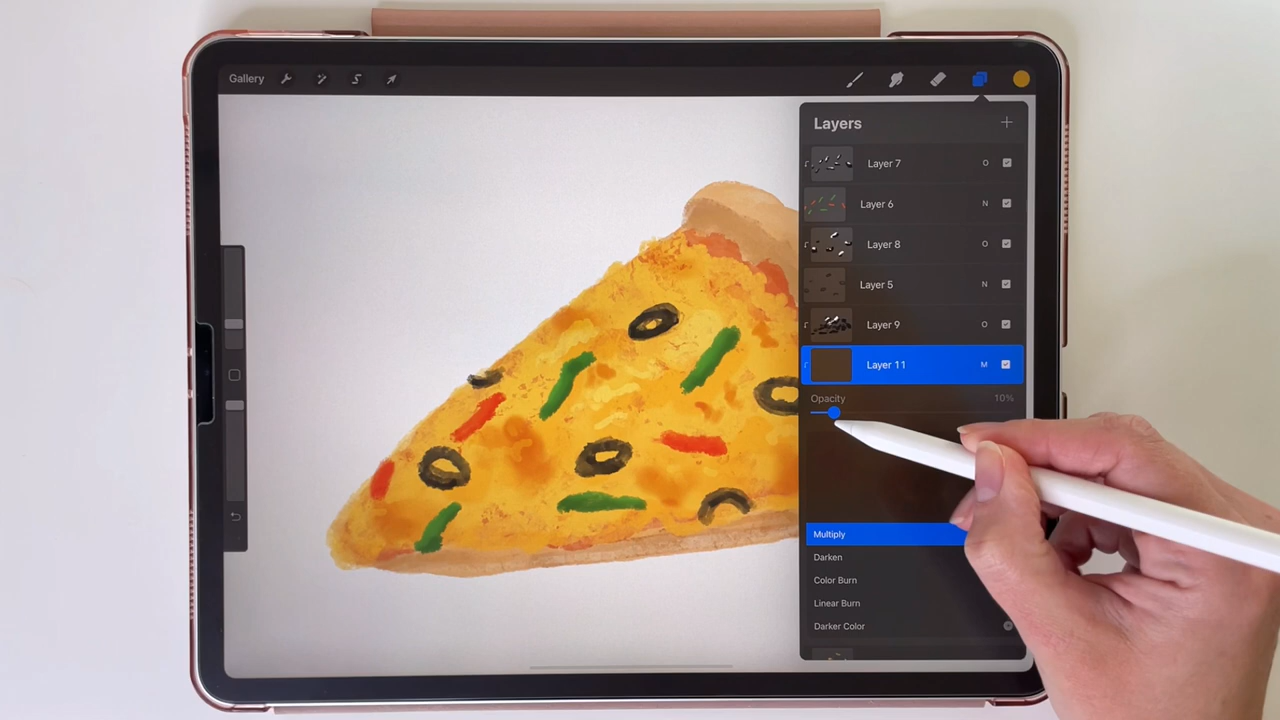 Gallery
Layers
Layer 7 O
Layer 6 N
Layer 8 O
Layer 5 N
Layer 9 O
Layer 11 M
Opacity 10%
Multiply
Darken
Color Burn
Linear Burn
Darker Color